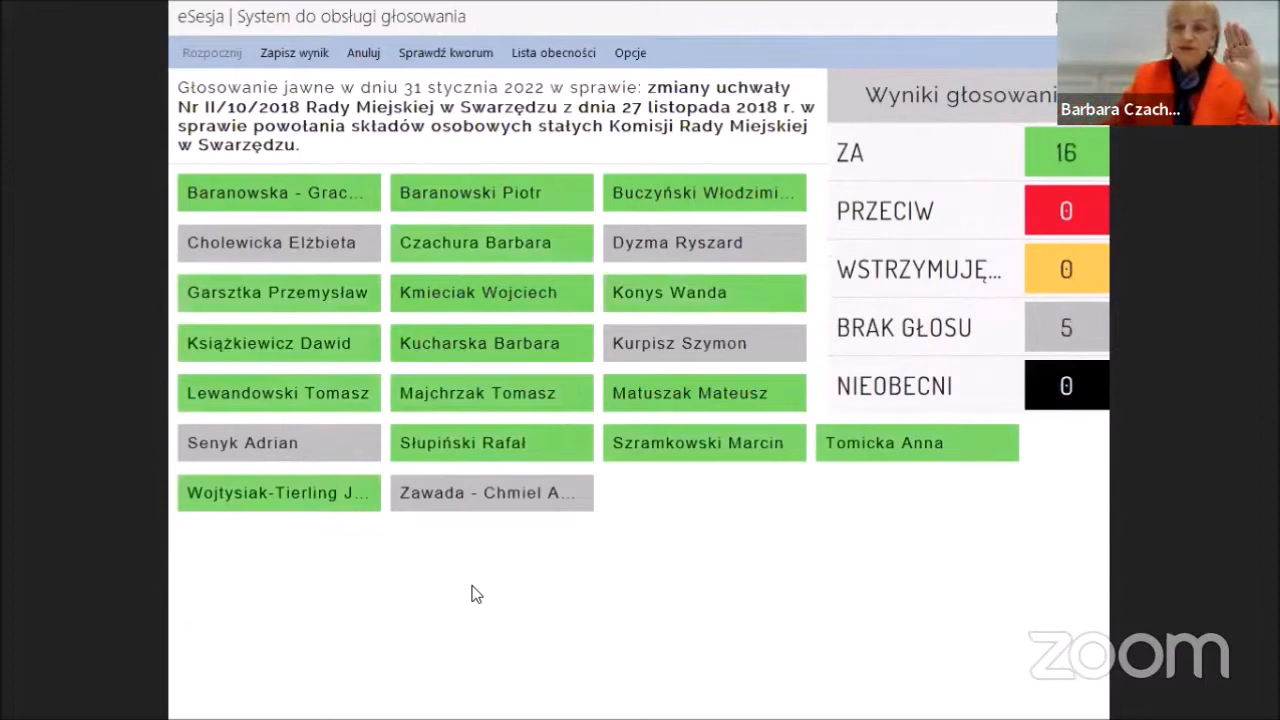 eSesja | System do obsługi głosowania
Rozpocznij Zapisz wynik Anuluj Sprawdź kworum Lista obecności Opcje
Głosowanie jawne w dniu 31 stycznia 2022 w sprawie: zmiany uchwały
Nr II/10/2018 Rady Miejskiej w Swarzędzu z dnia 27 listopada 2018 r. w
sprawie powołania składów osobowych stałych Komisji Rady Miejskiej
w Swarzędzu.
Wyniki głosowani
Barbara Czach...
ZA 16
PRZECIW 0
WSTRZYMUJĘ... 0
BRAK GŁOSU 5
NIEOBECNI 0
Baranowska - Grac... Baranowski Piotr Buczyński Włodzimi...
Cholewicka Elżbieta Czachura Barbara Dyzma Ryszard
Garsztka Przemysław Kmieciak Wojciech Konys Wanda
Książkiewicz Dawid Kucharska Barbara Kurpisz Szymon
Lewandowski Tomasz Majchrzak Tomasz Matuszak Mateusz
Senyk Adrian Słupiński Rafał Szramkowski Marcin Tomicka Anna
Wojtysiak-Tierling J... Zawada - Chmiel A...
zoom